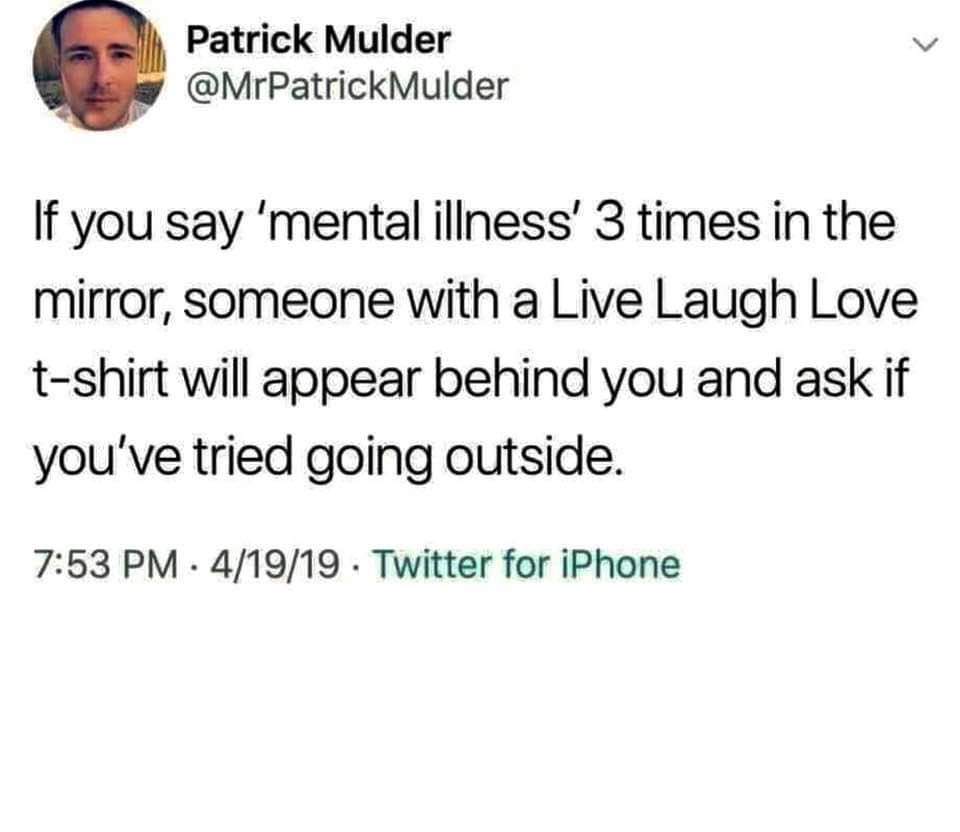 Patrick Mulder
@MrPatrickMulder
If you say 'mental illness' 3 times in the
mirror, someone with a Live Laugh Love
t-shirt will appear behind you and ask if
you've tried going outside.
7:53 PM · 4/19/19 · Twitter for iPhone